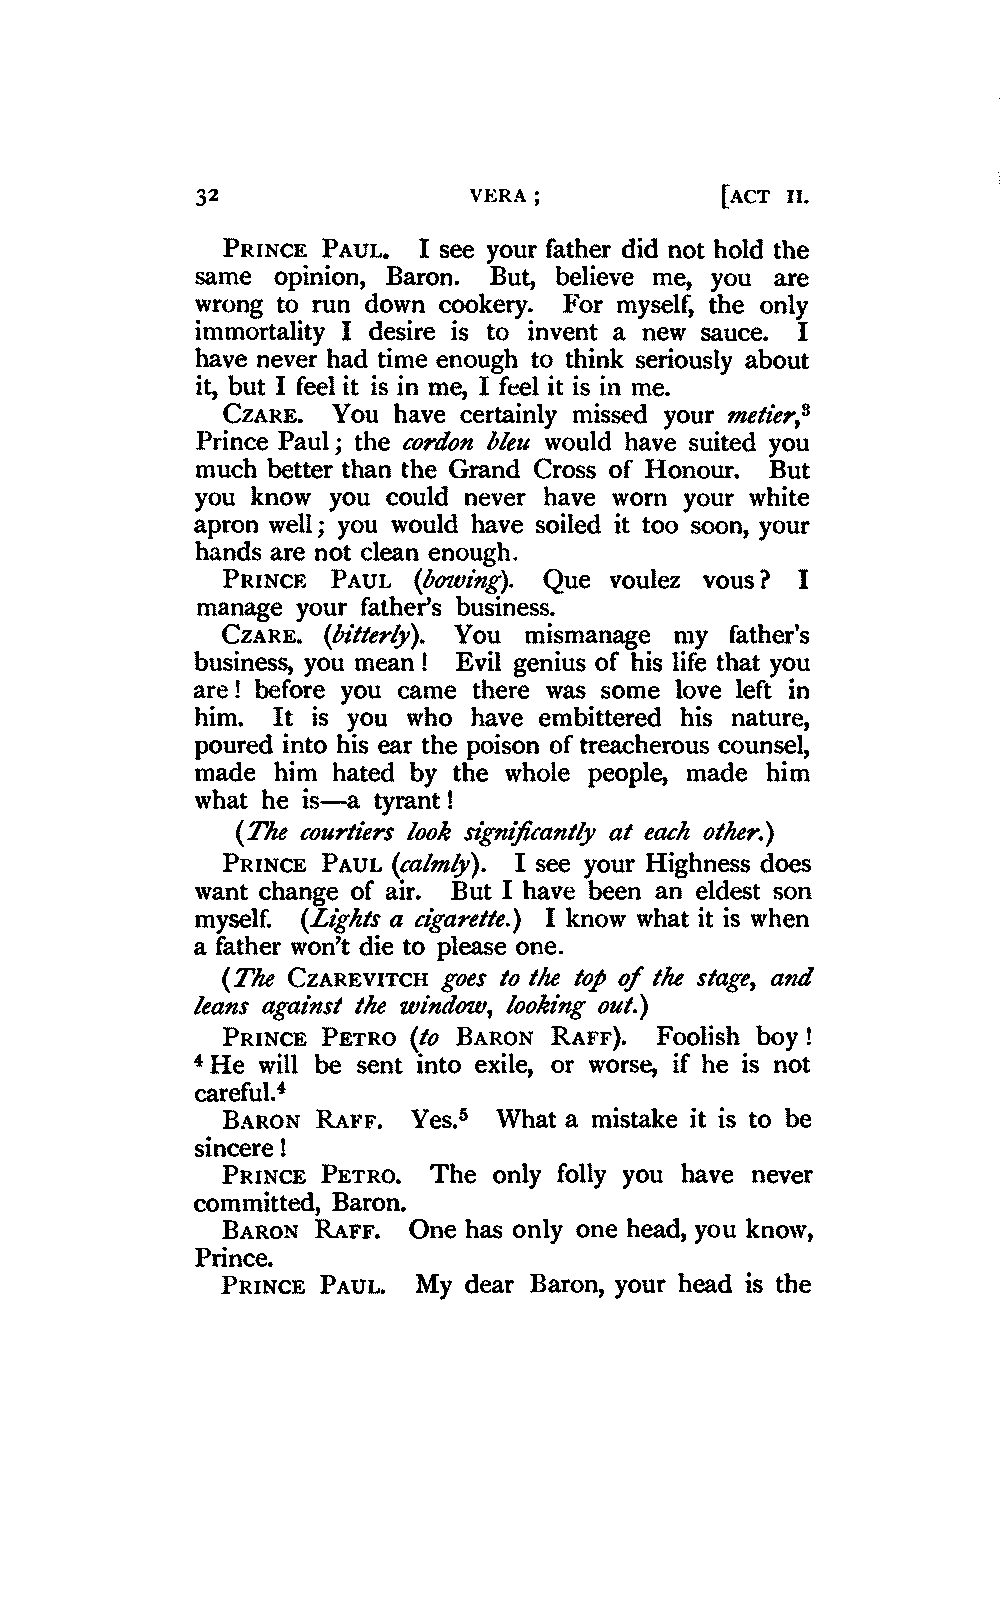 32 VERA ; [ACT II.
PRINCE PAUL. I see your father did not hold the
same opinion, Baron. But, believe me, you are
wrong to run down cookery. For myself, the only
immortality I desire is to invent a new sauce. I
have never had time enough to think seriously about
it, but I feel it is in me, I feel it is in me.
CZARE. You have certainly missed your metier,³
Prince Paul ; the cordon bleu would have suited you
much better than the Grand Cross of Honour. But
you know you could never have worn your white
apron well ; you would have soiled it too soon, your
hands are not clean enough.
PRINCE PAUL (bowing). Que voulez vous ? I
manage your father's business.
CZARE. (bitterly). You mismanage my father's
business, you mean ! Evil genius of his life that you
are ! before you came there was some love left in
him. It is you who have embittered his nature,
poured into his ear the poison of treacherous counsel,
made him hated by the whole people, made him
what he is—a tyrant !
(The courtiers look significantly at each other.)
PRINCE PAUL (calmly). I see your Highness does
want change of air. But I have been an eldest son
myself. (Lights a cigarette.) I know what it is when
a father won't die to please one.
(The CZAREVITCH goes to the top of the stage, and
leans against the window, looking out.)
PRINCE PETRO (to BARON RAFF). Foolish boy !
⁴ He will be sent into exile, or worse, if he is not
careful.⁴
BARON RAFF. Yes.⁵ What a mistake it is to be
sincere !
PRINCE PETRO. The only folly you have never
committed, Baron.
BARON RAFF. One has only one head, you know,
Prince.
PRINCE PAUL. My dear Baron, your head is the